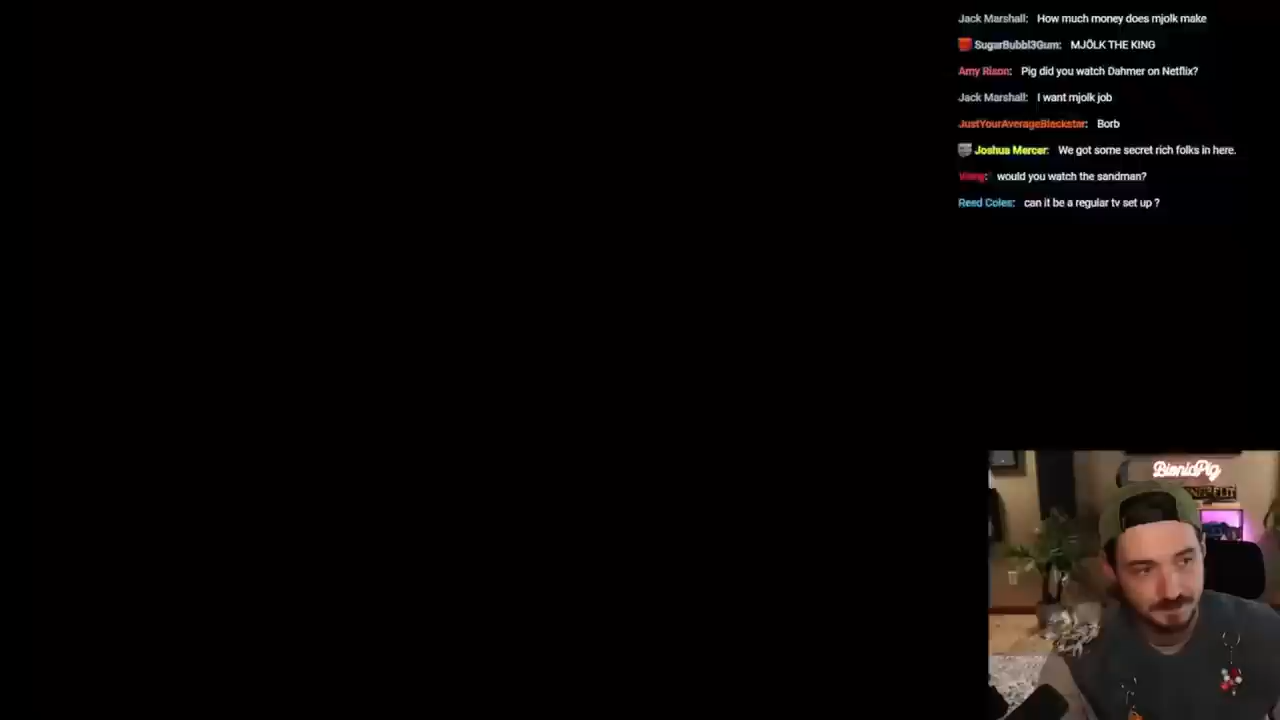 Jack Marshall: How much money does mjolk make
SugarBubbl3Gum: MJÖLK THE KING
Amy Rison: Pig did you watch Dahmer on Netflix?
Jack Marshall: I want mjolk job
JustYourAverageBlackstar: Borb
Joshua Mercer: We got some secret rich folks in here.
would you watch the sandman?
Reed Coles: can it be a regular tv set up ?
BionicPig